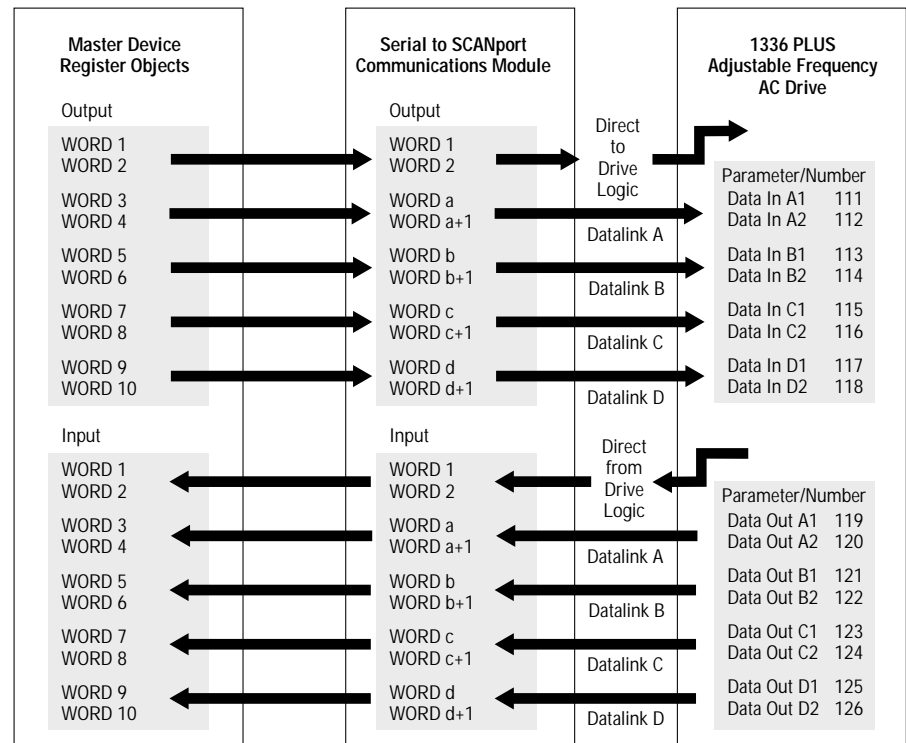 Master Device
Register Objects
Serial to SCANport
Communications Module
1336 PLUS
Adjustable Frequency
AC Drive
Output
WORD 1
WORD 2
WORD 3
WORD 4
WORD 5
WORD 6
WORD 7
WORD 8
WORD 9
WORD 10
Output
WORD 1
WORD 2
WORD a
WORD a+1
WORD b
WORD b+1
WORD c
WORD c+1
WORD d
WORD d+1
Direct
to
Drive
Logic
Datalink A
Datalink B
Datalink C
Datalink D
Parameter/Number
Data In A1 111
Data In A2 112
Data In B1 113
Data In B2 114
Data In C1 115
Data In C2 116
Data In D1 117
Data In D2 118
Input
WORD 1
WORD 2
WORD 3
WORD 4
WORD 5
WORD 6
WORD 7
WORD 8
WORD 9
WORD 10
Input
WORD 1
WORD 2
WORD a
WORD a+1
WORD b
WORD b+1
WORD c
WORD c+1
WORD d
WORD d+1
Direct
from
Drive
Logic
Datalink A
Datalink B
Datalink C
Datalink D
Parameter/Number
Data Out A1 119
Data Out A2 120
Data Out B1 121
Data Out B2 122
Data Out C1 123
Data Out C2 124
Data Out D1 125
Data Out D2 126